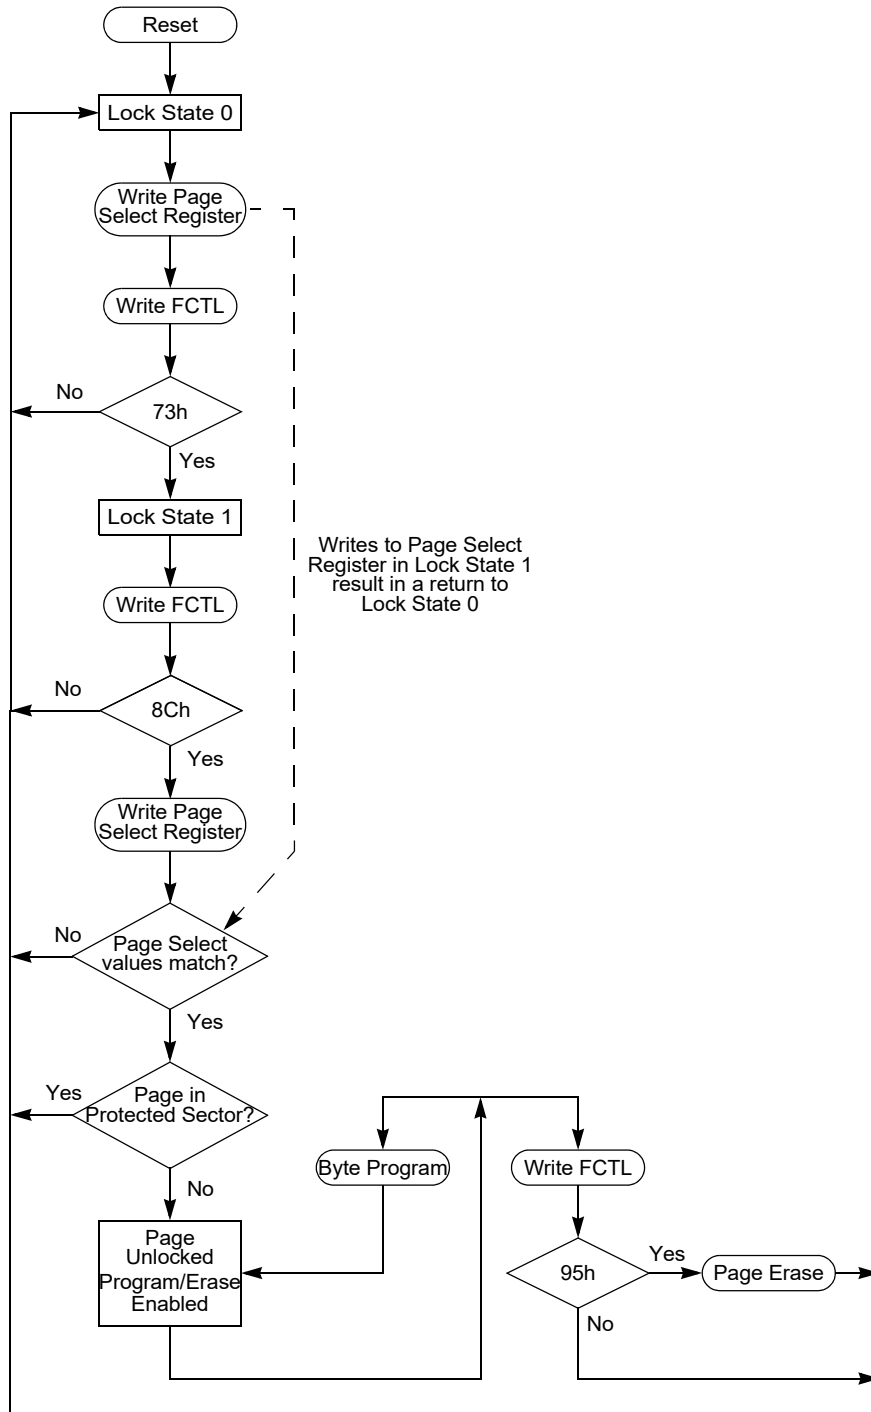 Reset
Lock State 0
Write Page
Select Register
Write FCTL
No
73h
Yes
Lock State 1
Writes to Page Select
Register in Lock State 1
result in a return to
Lock State 0
Write FCTL
No
8Ch
Yes
Write Page
Select Register
No
Page Select
values match?
Yes
Yes
Page in
Protected Sector?
No
Byte Program
Write FCTL
Page
Unlocked
Program/Erase
Enabled
95h
Yes
Page Erase
No